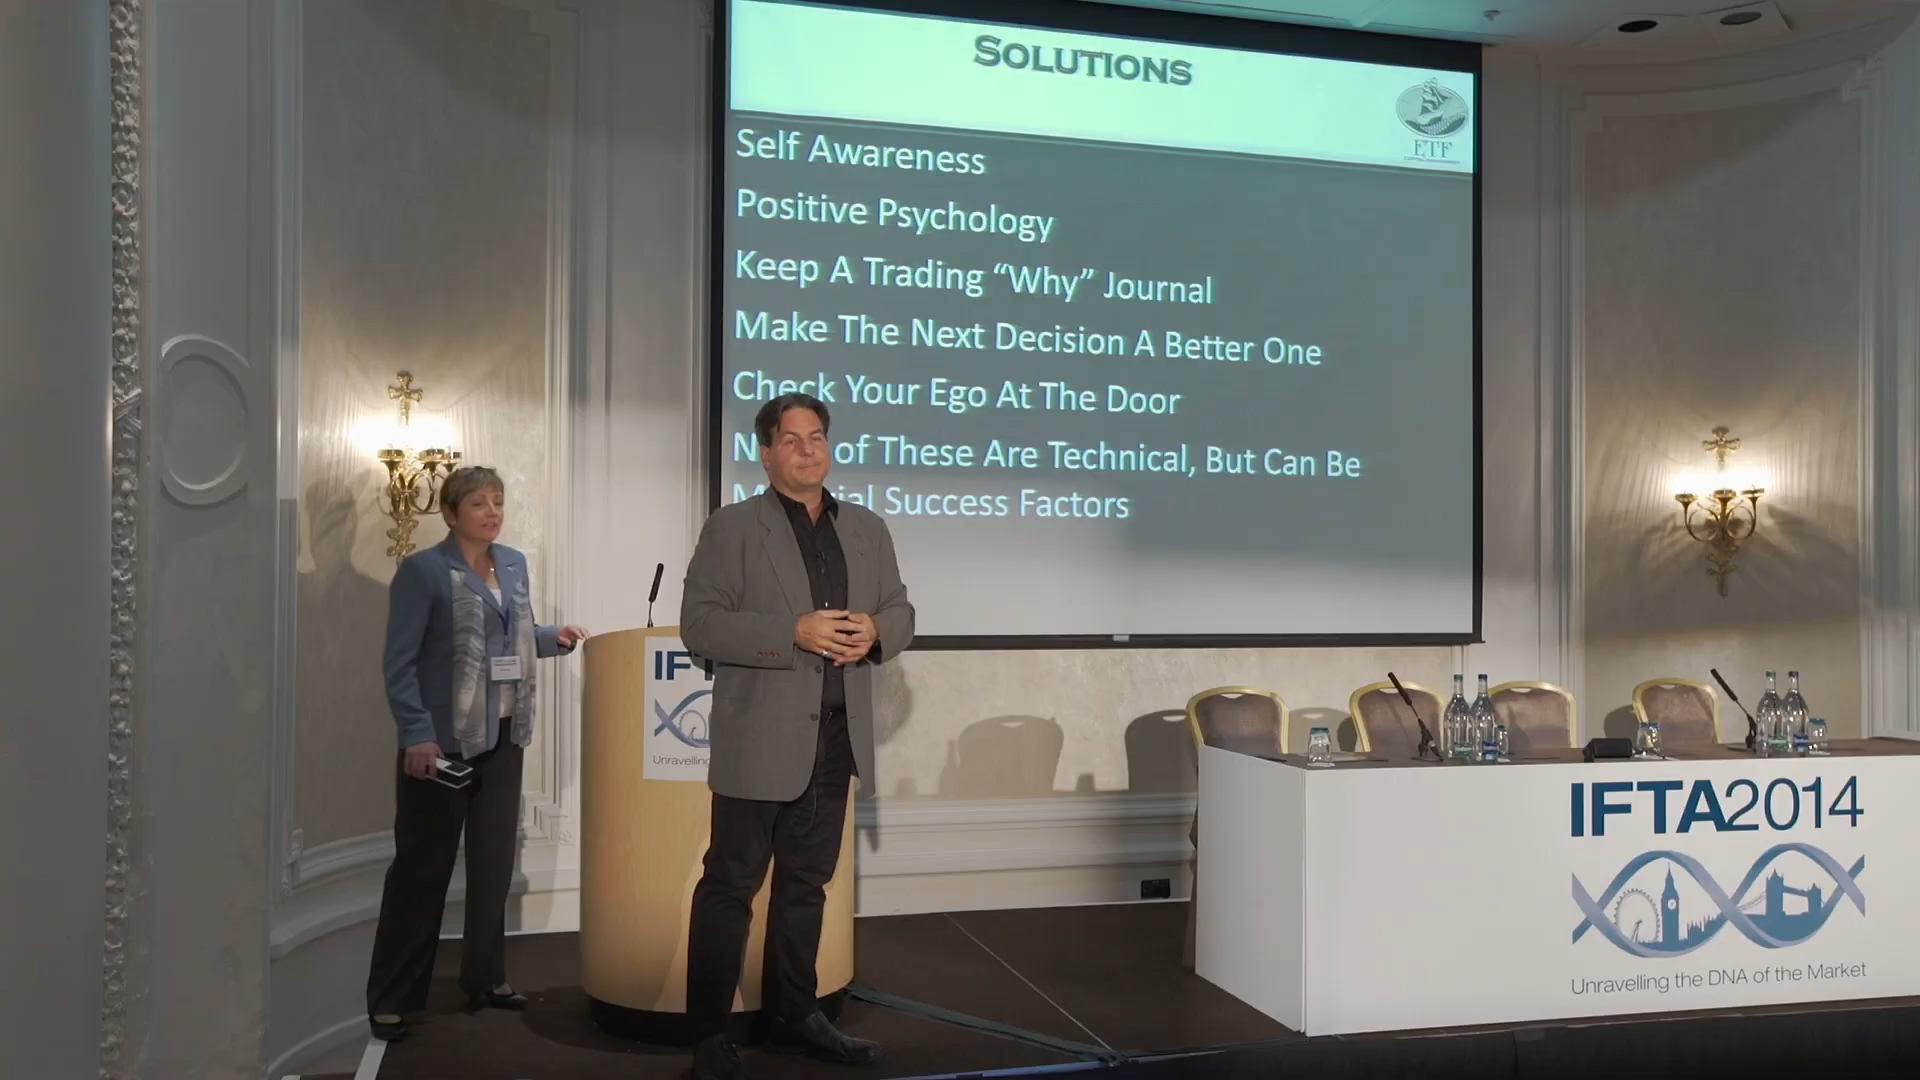 SOLUTIONS
ETF
Self Awareness
Positive Psychology
Keep A Trading “Why” Journal
Make The Next Decision A Better One
Check Your Ego At The Door
of These Are Technical, But Can Be
Success Factors
Unravelling
IFTA2014
Unravelling the DNA of the Market